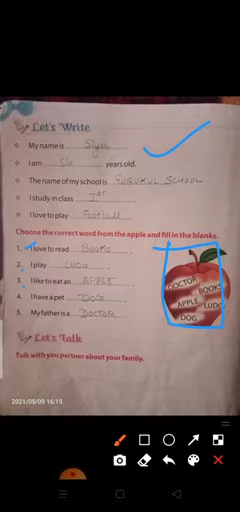 Let's Write
My name is Siya
I am Six years old.
The name of my school is GURUKUL SCHOOL
I study in class Ist
I love to play Football
Choose the correct word from the apple and fill in the blanks.
1. I love to read BOOKS
2. I play LUDO
3. I like to eat an APPLE
4. I have a pet DOG
5. My father is a DOCTOR
DOCTOR
BOOKS
APPLE LUDO
DOG
Let's Talk
Talk with you partner about your family.
2021/05/09 16:15